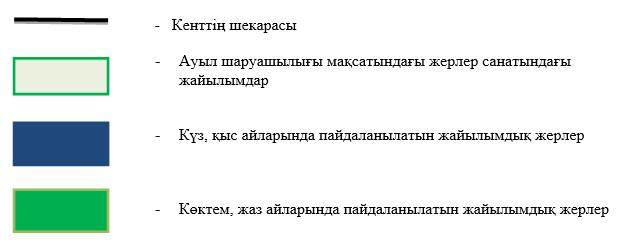 - Кенттің шекарасы
- Ауыл шаруашылығы мақсатындағы жерлер санатындағы
жайылымдар
- Күз, қыс айларында пайдаланылатын жайылымдық жерлер
- Көктем, жаз айларында пайдаланылатын жайылымдық жерлер